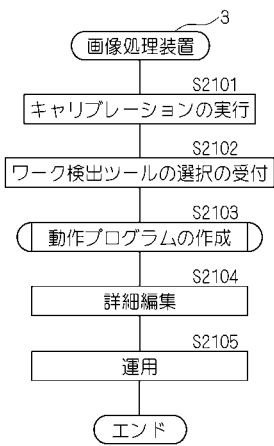 3
画像処理装置
S2101
キャリブレーションの実行
S2102
ワーク検出ツールの選択の受付
S2103
動作プログラムの作成
S2104
詳細編集
S2105
運用
エンド